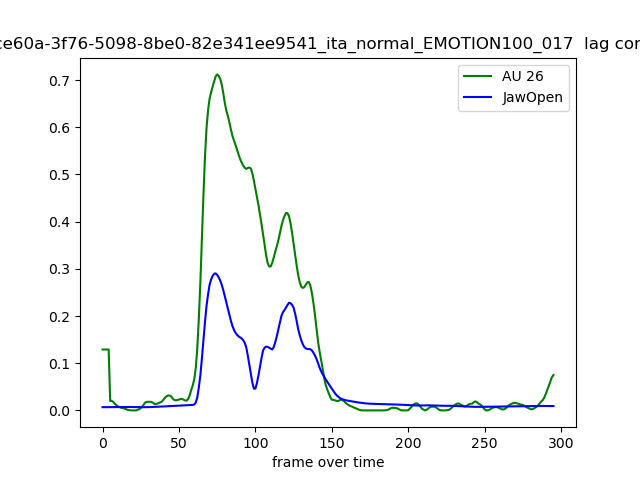 ce60a-3f76-5098-8be0-82e341ee9541_ita_normal_EMOTION100_017 lag cor
AU 26
JawOpen
0.7
0.6
0.5
0.4
0.3
0.2
0.1
0.0
0 50 100 150 200 250 300
frame over time